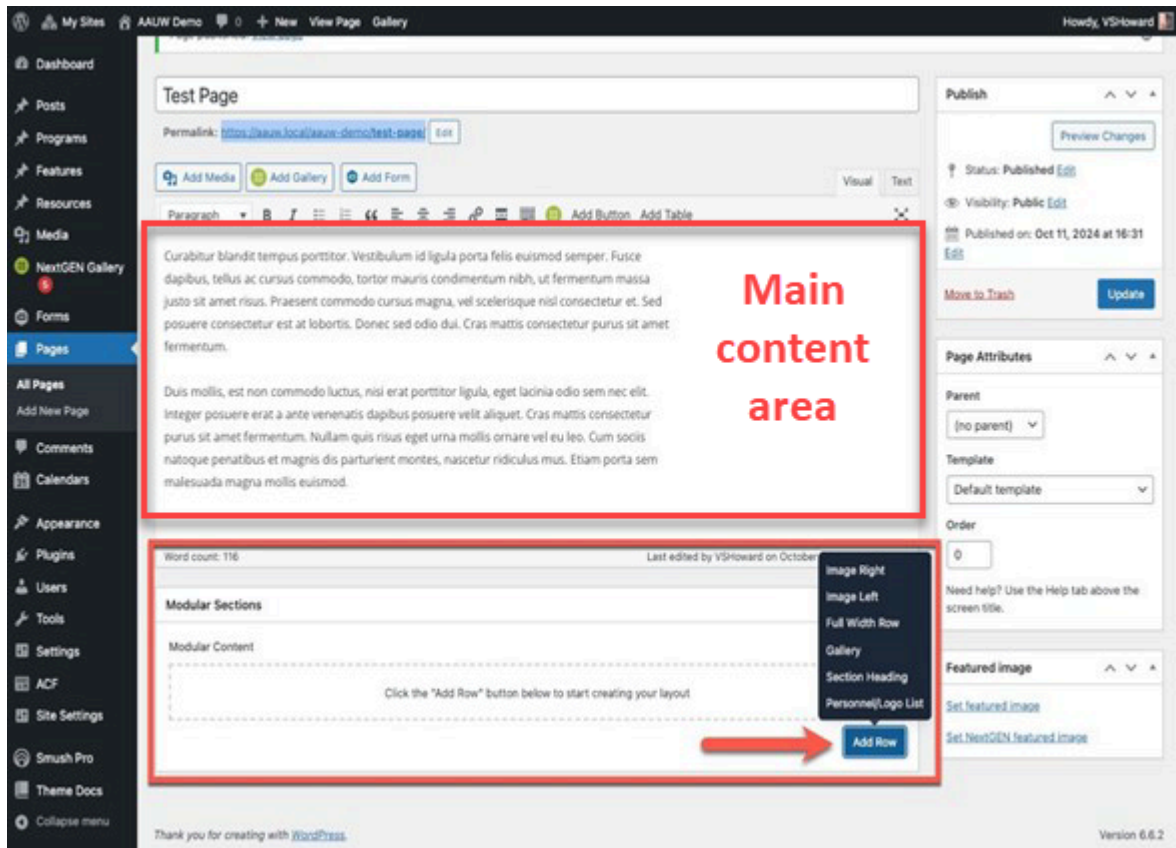 My Sites AAUW Demo 0 + New View Page Gallery Howdy, VSHoward
Dashboard
Posts
Programs
Features
Resources
Media
NextGEN Gallery
5
Forms
Pages
All Pages
Add New Page
Comments
Calendars
Appearance
Plugins
Users
Tools
Settings
ACF
Site Settings
Smush Pro
Theme Docs
Collapse menu
Test Page
Permalink: https://aauw.local/aauw-demo/test-page/ Edit
Add Media Add Gallery Add Form
Visual Text
Paragraph B I Add Button Add Table
Curabitur blandit tempus porttitor. Vestibulum id ligula porta felis euismod semper. Fusce
dapibus, tellus ac cursus commodo, tortor mauris condimentum nibh, ut fermentum massa
justo sit amet risus. Praesent commodo cursus magna, vel scelerisque nisl consectetur et. Sed
posuere consectetur est at lobortis. Donec sed odio dui. Cras mattis consectetur purus sit amet
fermentum.
Duis mollis, est non commodo luctus, nisi erat porttitor ligula, eget lacinia odio sem nec elit.
Integer posuere erat a ante venenatis dapibus posuere velit aliquet. Cras mattis consectetur
purus sit amet fermentum. Nullam quis risus eget urna mollis ornare vel eu leo. Cum sociis
natoque penatibus et magnis dis parturient montes, nascetur ridiculus mus. Etiam porta sem
malesuada magna mollis euismod.
Main
content
area
Word count: 116 Last edited by VSHoward on October
Modular Sections
Modular Content
Click the "Add Row" button below to start creating your layout
Image Right
Image Left
Full Width Row
Gallery
Section Heading
Personnel/Logo List
Add Row
Thank you for creating with WordPress.
Publish
Preview Changes
Status: Published Edit
Visibility: Public Edit
Published on: Oct 11, 2024 at 16:31
Edit
Move to Trash Update
Page Attributes
Parent
(no parent)
Template
Default template
Order
0
Need help? Use the Help tab above the
screen title.
Featured image
Set featured image
Set NextGEN featured image
Version 6.6.2